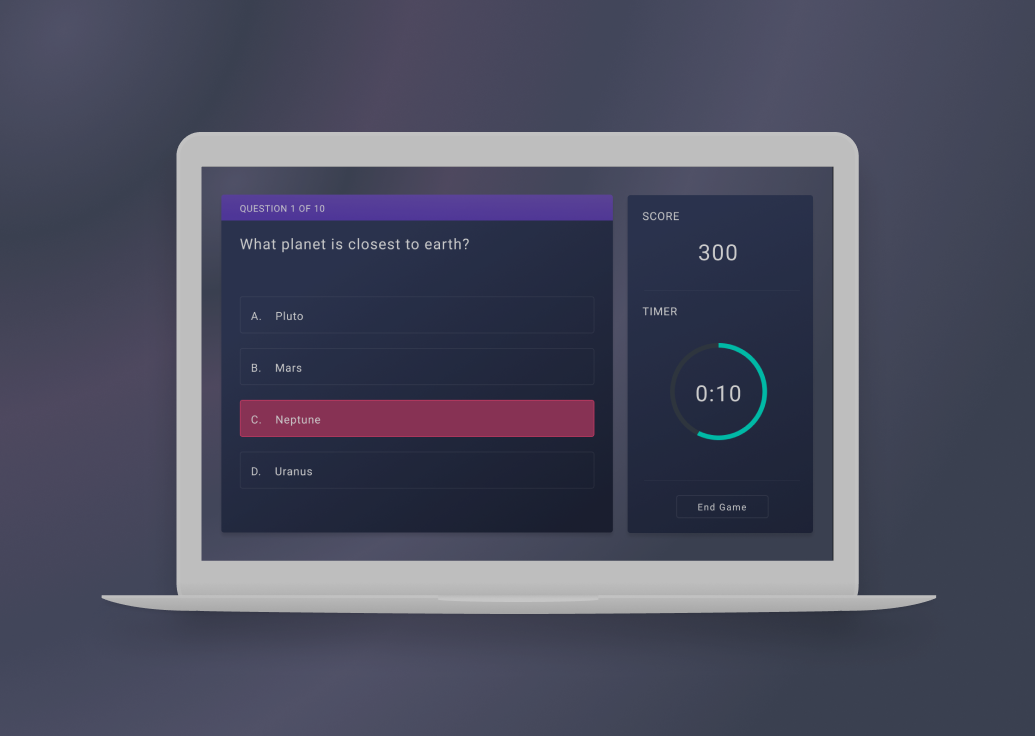 QUESTION 1 OF 10
What planet is closest to earth?
A. Pluto
B. Mars
C. Neptune
D. Uranus
SCORE
300
TIMER
0:10
End Game